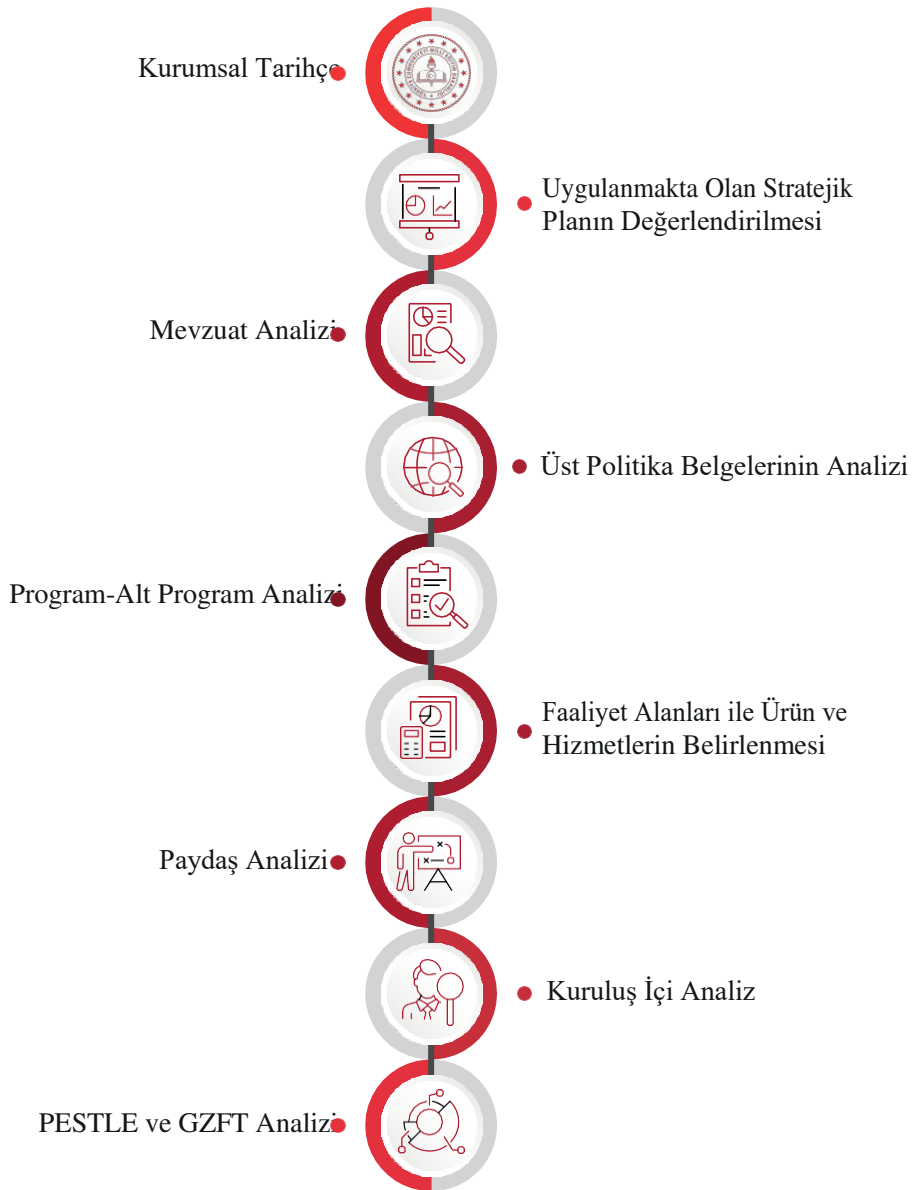 Kurumsal Tarihçe
Uygulanmakta Olan Stratejik
Planın Değerlendirilmesi
Mevzuat Analizi
Üst Politika Belgelerinin Analizi
Program-Alt Program Analizi
Faaliyet Alanları ile Ürün ve
Hizmetlerin Belirlenmesi
Paydaş Analizi
Kuruluş İçi Analiz
PESTLE ve GZFT Analizi